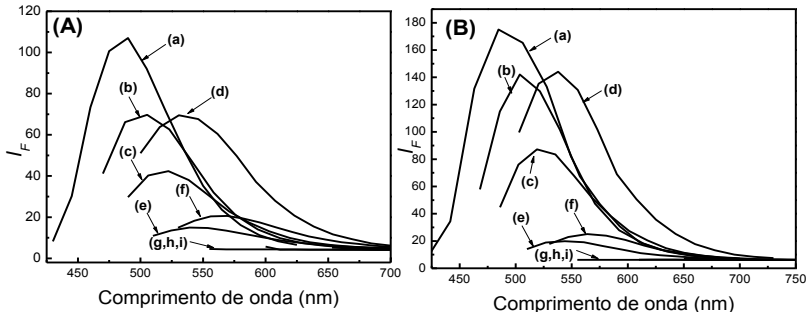 (A)
120
100
80
60
40
20
0
I_F
(a)
(b)
(c)
(d)
(e)
(f)
(g,h,i)
450 500 550 600 650 700
Comprimento de onda (nm)
(B)
180
160
140
120
100
80
60
40
20
0
I_F
(a)
(b)
(c)
(d)
(e)
(f)
(g,h,i)
450 500 550 600 650 700 750
Comprimento de onda (nm)